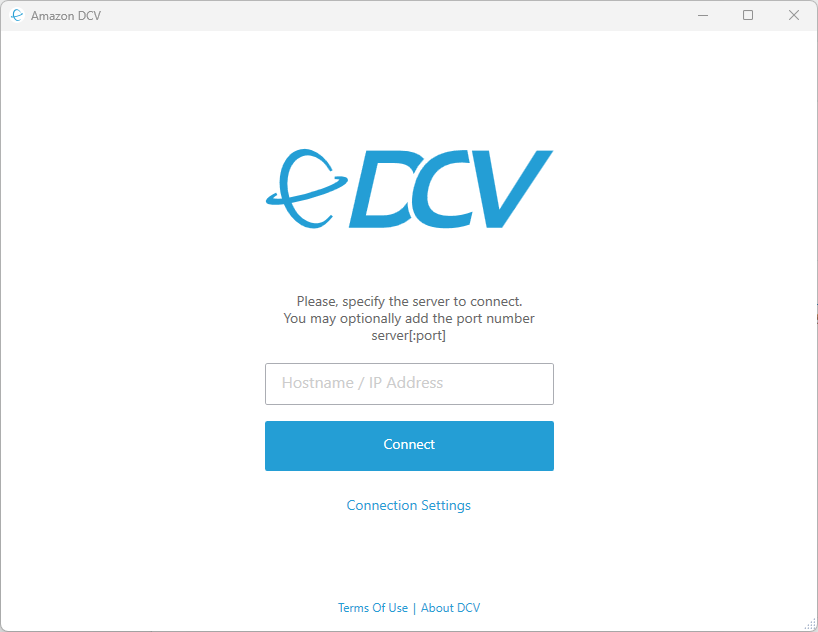 Amazon DCV
DCV
Please, specify the server to connect.
You may optionally add the port number
server[:port]
Hostname / IP Address
Connect
Connection Settings
Terms Of Use | About DCV